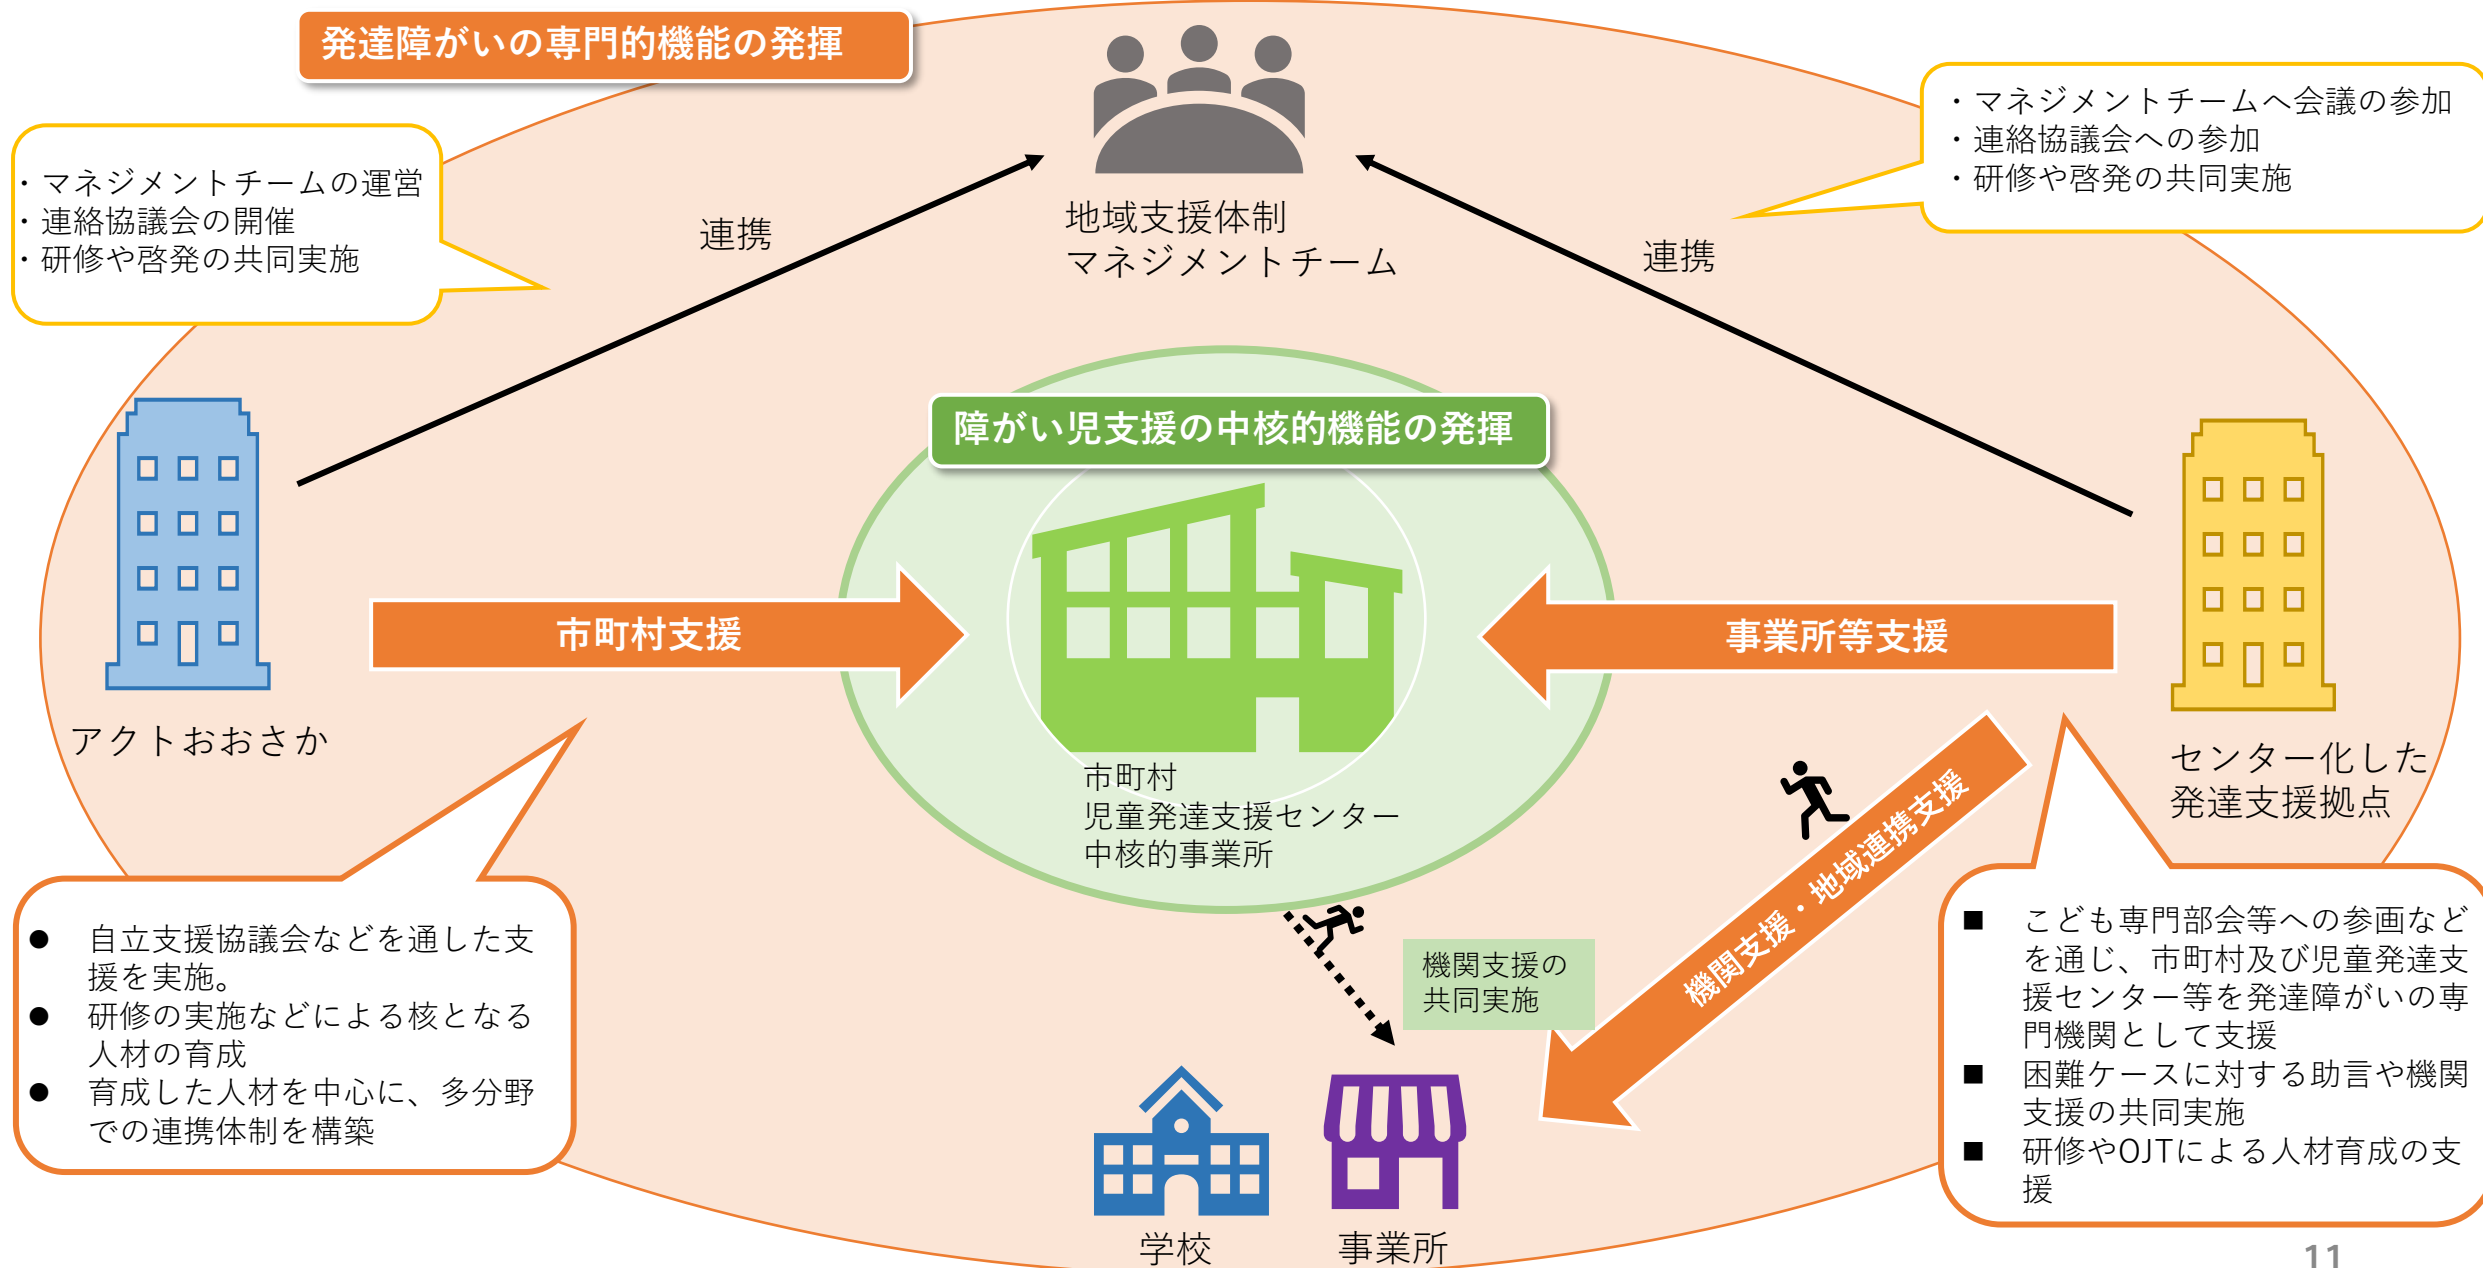 発達障がいの専門的機能の発揮
・マネジメントチームへ会議の参加
・連絡協議会への参加
・研修や啓発の共同実施
・マネジメントチームの運営
・連絡協議会の開催
・研修や啓発の共同実施
連携
地域支援体制
マネジメントチーム
連携
障がい児支援の中核的機能の発揮
市町村支援
事業所等支援
アクトおおさか
センター化した
発達支援拠点
市町村
児童発達支援センター
中核的事業所
機関支援・地域連携支援
機関支援の
共同実施
● 自立支援協議会などを通した支
援を実施。
● 研修の実施などによる核となる
人材の育成
● 育成した人材を中心に、多分野
での連携体制を構築
■ こども専門部会等への参画など
を通じ、市町村及び児童発達支
援センター等を発達障がいの専
門機関として支援
■ 困難ケースに対する助言や機関
支援の共同実施
■ 研修やOJTによる人材育成の支
援
学校
事業所
11